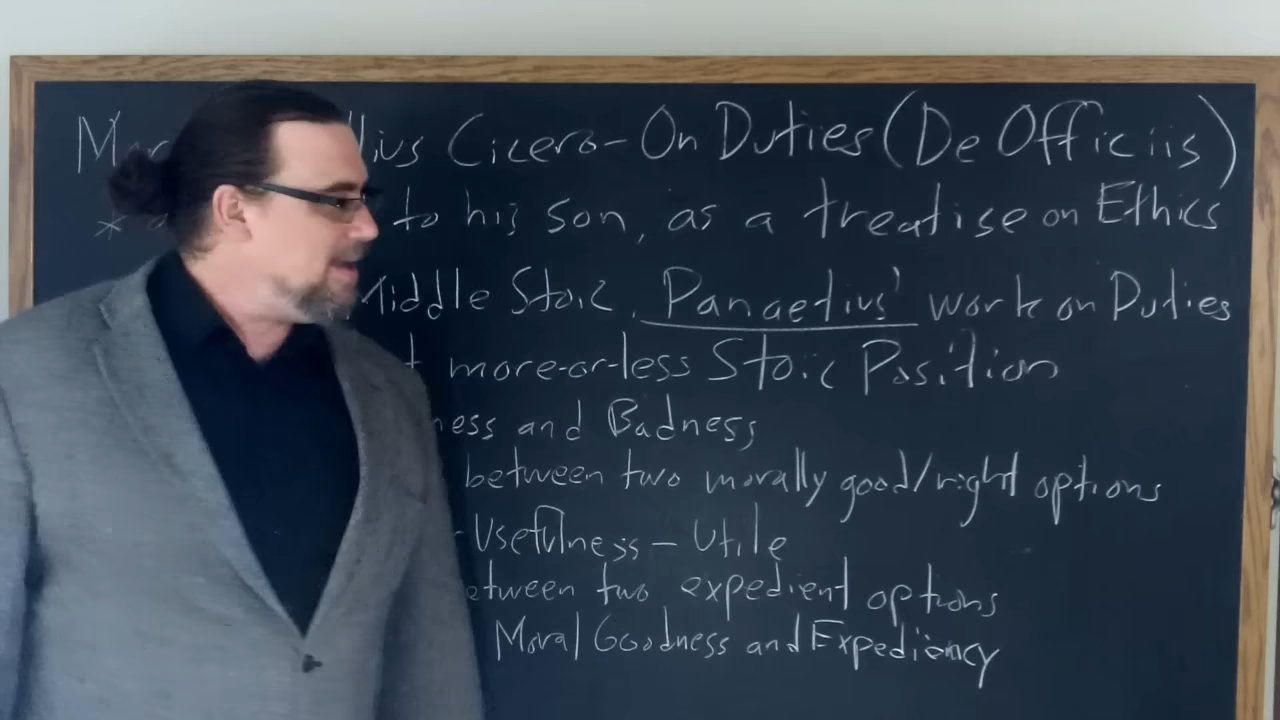 Mar llius Cicero - On Duties (De Officiis)
* to his son, as a treatise on Ethics
Middle Stoic, Panaetius' work on Duties
t more-or-less Stoic Position
ness and Badness
between two morally good/right options
- Usefulness - Utile
etween two expedient options
Moral Goodness and Expediency